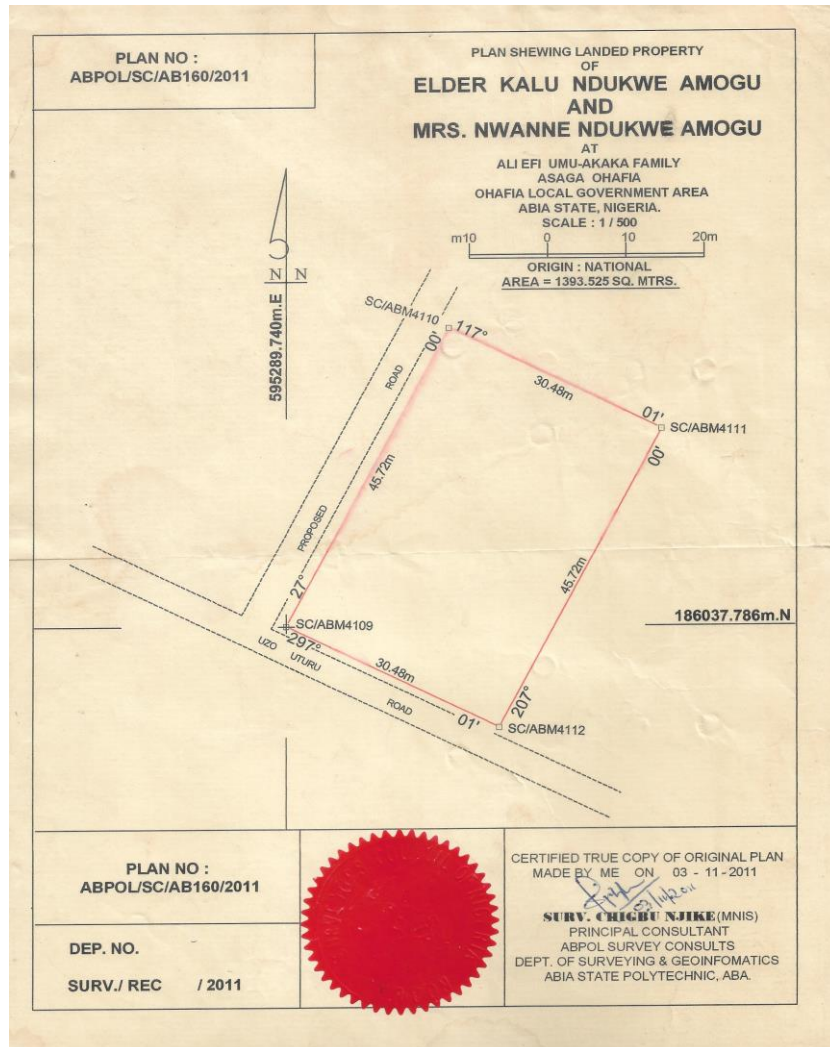 PLAN NO :
ABPOL/SC/AB160/2011
PLAN SHEWING LANDED PROPERTY
OF
ELDER KALU NDUKWE AMOGU
AND
MRS. NWANNE NDUKWE AMOGU
AT
ALI EFI UMU-AKAKA FAMILY
ASAGA OHAFIA
OHAFIA LOCAL GOVERNMENT AREA
ABIA STATE, NIGERIA.
SCALE : 1 / 500
m10 0 10 20m
ORIGIN : NATIONAL
AREA = 1393.525 SQ. MTRS.
N N
595289.740m.E
SC/ABM4110
117°
00'
30.48m
01'
SC/ABM4111
00'
ROAD
45.72m
PROPOSED
45.72m
27°
186037.786m.N
SC/ABM4109
297°
UZO UTURU
30.48m
207°
ROAD
01'
SC/ABM4112
PLAN NO :
ABPOL/SC/AB160/2011
DEP. NO.
SURV./ REC / 2011
CERTIFIED TRUE COPY OF ORIGINAL PLAN
MADE BY ME ON 03 - 11 - 2011
03/11/2011
SURV. CHIGBU NJIKE (MNIS)
PRINCIPAL CONSULTANT
ABPOL SURVEY CONSULTS
DEPT. OF SURVEYING & GEOINFOMATICS
ABIA STATE POLYTECHNIC, ABA.